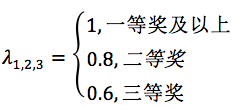 1,一等奖及以上
λ1,2,3 = { 0.8,二等奖
0.6,三等奖